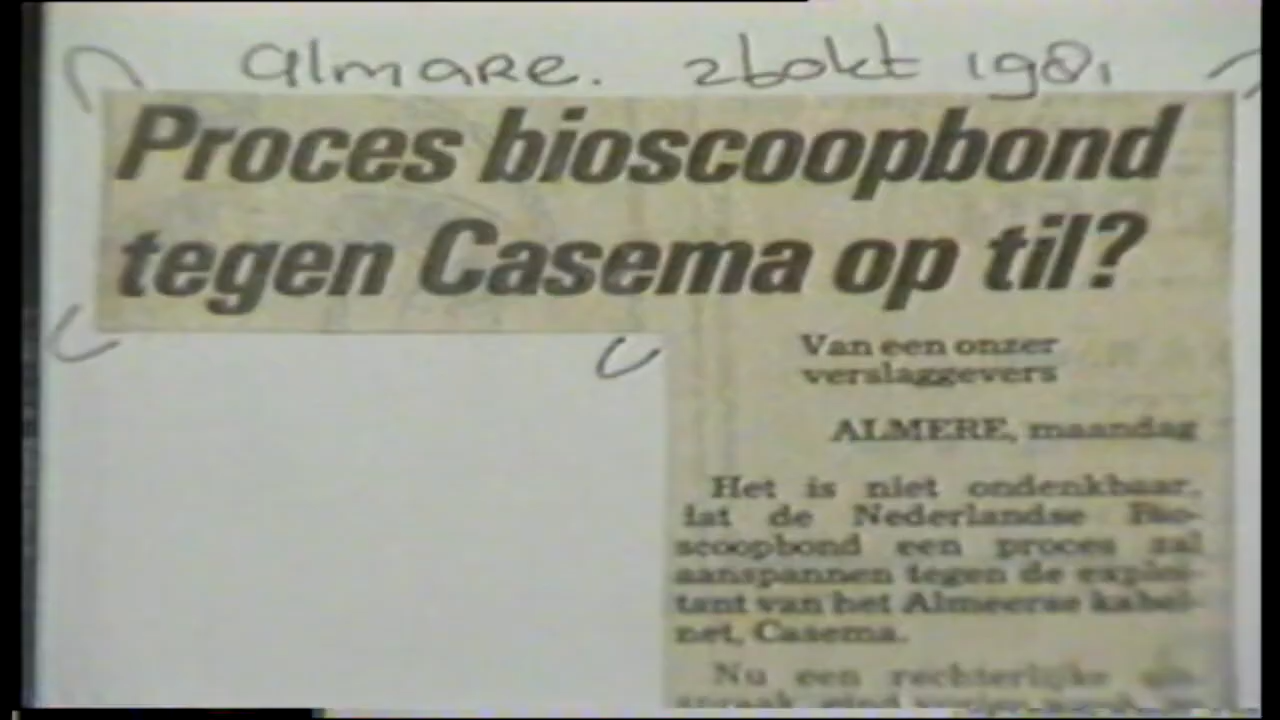 almare. 26okt 1981
Proces bioscoopbond
tegen Casema op til?
Van een onzer
verslaggevers
ALMERE, maandag
Het is niet ondenkbaar,
dat de Nederlandse Bio-
scoopbond een proces zal
aanspannen tegen de exploi-
tant van het Almeerse kabel-
net, Casema.
Nu een rechterlijke uit-